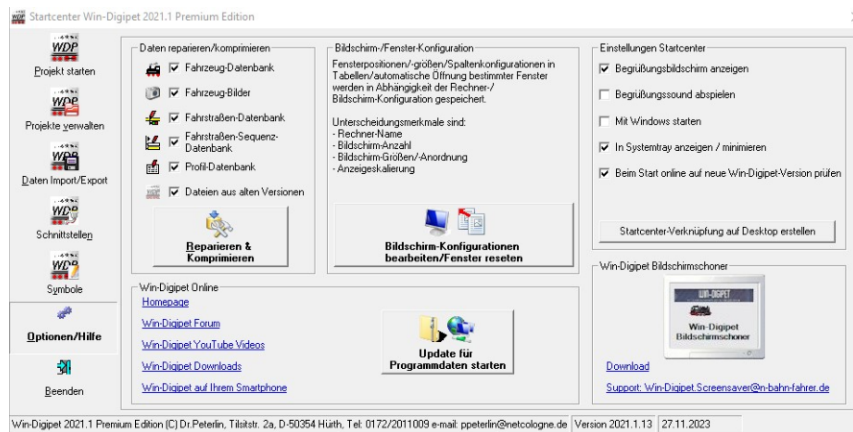 Startcenter Win-Digipet 2021.1 Premium Edition
WDP
Projekt starten
WDP
Projekte verwalten
WDP
Daten Import/Export
WDP
Schnittstellen
WDP
Symbole
Optionen/Hilfe
Beenden
Daten reparieren/komprimieren
Fahrzeug-Datenbank
Fahrzeug-Bilder
Fahrstraßen-Datenbank
Fahrstraßen-Sequenz-
Datenbank
Profil-Datenbank
Dateien aus alten Versionen
Reparieren &
Komprimieren
Bildschirm-/Fenster-Konfiguration
Fensterpositionen/-größen/Spaltenkonfigurationen in
Tabellen/automatische Öffnung bestimmter Fenster
werden in Abhängigkeit der Rechner-/
Bildschirm-Konfiguration gespeichert.
Unterscheidungsmerkmale sind:
- Rechner-Name
- Bildschirm-Anzahl
- Bildschirm-Größen/-Anordnung
- Anzeigeskalierung
Bildschirm-Konfigurationen
bearbeiten/Fenster reseten
Einstellungen Startcenter
Begrüßungsbildschirm anzeigen
Begrüßungssound abspielen
Mit Windows starten
In Systemtray anzeigen / minimieren
Beim Start online auf neue Win-Digipet-Version prüfen
Startcenter-Verknüpfung auf Desktop erstellen
Win-Digipet Online
Homepage
Win-Digipet Forum
Win-Digipet YouTube Videos
Win-Digipet Downloads
Win-Digipet auf Ihrem Smartphone
Update für
Programmdaten starten
Win-Digipet Bildschirmschoner
WIN-DIGIPET
Win-Digipet
Bildschirmschoner
Download
Support: Win-Digipet.Screensaver@n-bahn-fahrer.de
Win-Digipet 2021.1 Premium Edition (C) Dr.Peterlin, Tilsitstr. 2a, D-50354 Hürth, Tel: 0172/2011009 e-mail: ppeterlin@netcologne.de
Version 2021.1.13
27.11.2023